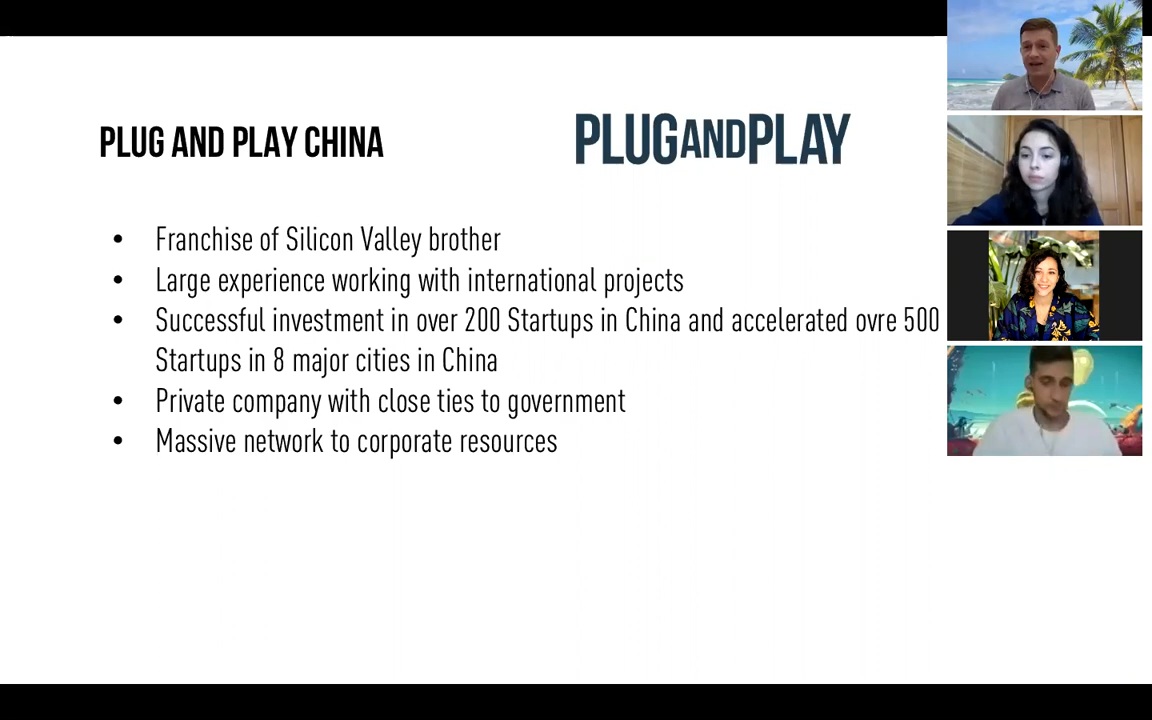 PLUG AND PLAY CHINA
PLUGANDPLAY
• Franchise of Silicon Valley brother
• Large experience working with international projects
• Successful investment in over 200 Startups in China and accelerated ovre 500
Startups in 8 major cities in China
• Private company with close ties to government
• Massive network to corporate resources